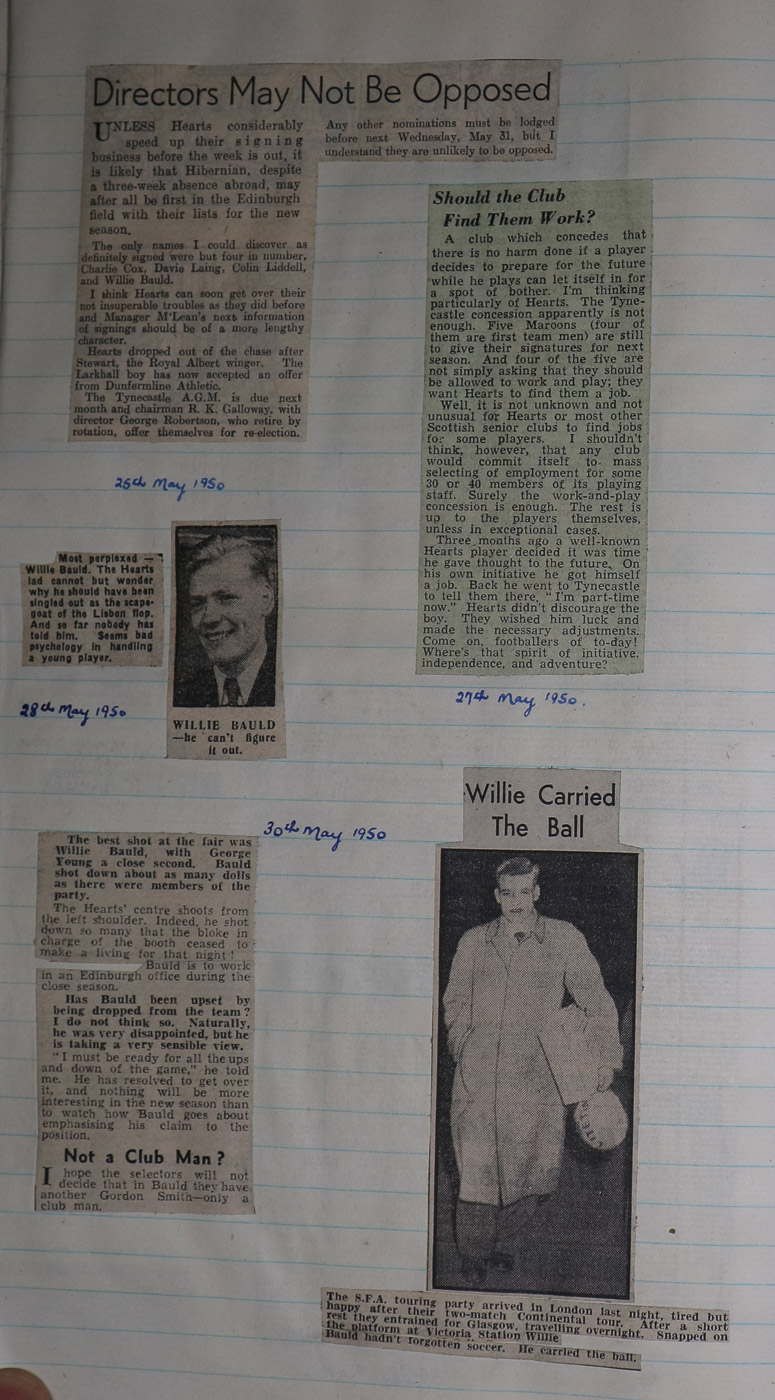 Directors May Not Be Opposed
UNLESS Hearts considerably
speed up their signing
business before the week is out, it
is likely that Hibernian, despite
a three-week absence abroad, may
after all be first in the Edinburgh
field with their lists for the new
season.
The only names I could discover as
definitely signed were but four in number,
Charlie Cox, Davie Laing, Colin Liddell,
and Willie Bauld.
I think Hearts can soon get over their
not insuperable troubles as they did before
and Manager M'Lean's next information
of signings should be of a more lengthy
character.
Hearts dropped out of the chase after
Stewart, the Royal Albert winger. The
Larkhall boy has now accepted an offer
from Dunfermline Athletic.
The Tynecastle A.G.M. is due next
month and chairman R. K. Galloway, with
director George Robertson, who retire by
rotation, offer themselves for re-election.
Any other nominations must be lodged
before next Wednesday, May 31, but I
understand they are unlikely to be opposed.
25th May 1950
Should the Club
Find Them Work?
A club which concedes that
there is no harm done if a player
decides to prepare for the future
while he plays can let itself in for
a spot of bother. I'm thinking
particularly of Hearts. The Tyne-
castle concession apparently is not
enough. Five Maroons (four of
them are first team men) are still
to give their signatures for next
season. And four of the five are
not simply asking that they should
be allowed to work and play; they
want Hearts to find them a job.
Well, it is not unknown and not
unusual for Hearts or most other
Scottish senior clubs to find jobs
for some players. I shouldn't
think, however, that any club
would commit itself to mass
selecting of employment for some
30 or 40 members of its playing
staff. Surely the work-and-play
concession is enough. The rest is
up to the players themselves,
unless in exceptional cases.
Three months ago a well-known
Hearts player decided it was time
he gave thought to the future. On
his own initiative he got himself
a job. Back he went to Tynecastle
to tell them there, "I'm part-time
now." Hearts didn't discourage the
boy. They wished him luck and
made the necessary adjustments.
Come on, footballers of to-day!
Where's that spirit of initiative,
independence, and adventure?
27th May 1950.
Most perplexed —
Willie Bauld. The Hearts
lad cannot but wonder
why he should have been
singled out as the scape-
goat of the Lisbon flop.
And so far nobody has
told him. Seems bad
psychology in handling
a young player.
28th May 1950
WILLIE BAULD
—he can't figure
it out.
30th May 1950
The best shot at the fair was
Willie Bauld, with George
Young a close second. Bauld
shot down about as many dolls
as there were members of the
party.
The Hearts' centre shoots from
the left shoulder. Indeed, he shot
down so many that the bloke in
charge of the booth ceased to
make a living for that night!
Bauld is to work
in an Edinburgh office during the
close season.
Has Bauld been upset by
being dropped from the team?
I do not think so. Naturally,
he was very disappointed, but he
is taking a very sensible view.
"I must be ready for all the ups
and down of the game," he told
me. He has resolved to get over
it, and nothing will be more
interesting in the new season than
to watch how Bauld goes about
emphasising his claim to the
position.
Not a Club Man?
I hope the selectors will not
decide that in Bauld they have
another Gordon Smith—only a
club man.
Willie Carried
The Ball
The S.F.A. touring party arrived in London last night, tired but
happy after their two-match Continental tour. After a short
rest they entrained for Glasgow, travelling overnight. Snapped on
the platform at Victoria Station Willie
Bauld hadn't forgotten soccer. He carried the ball.